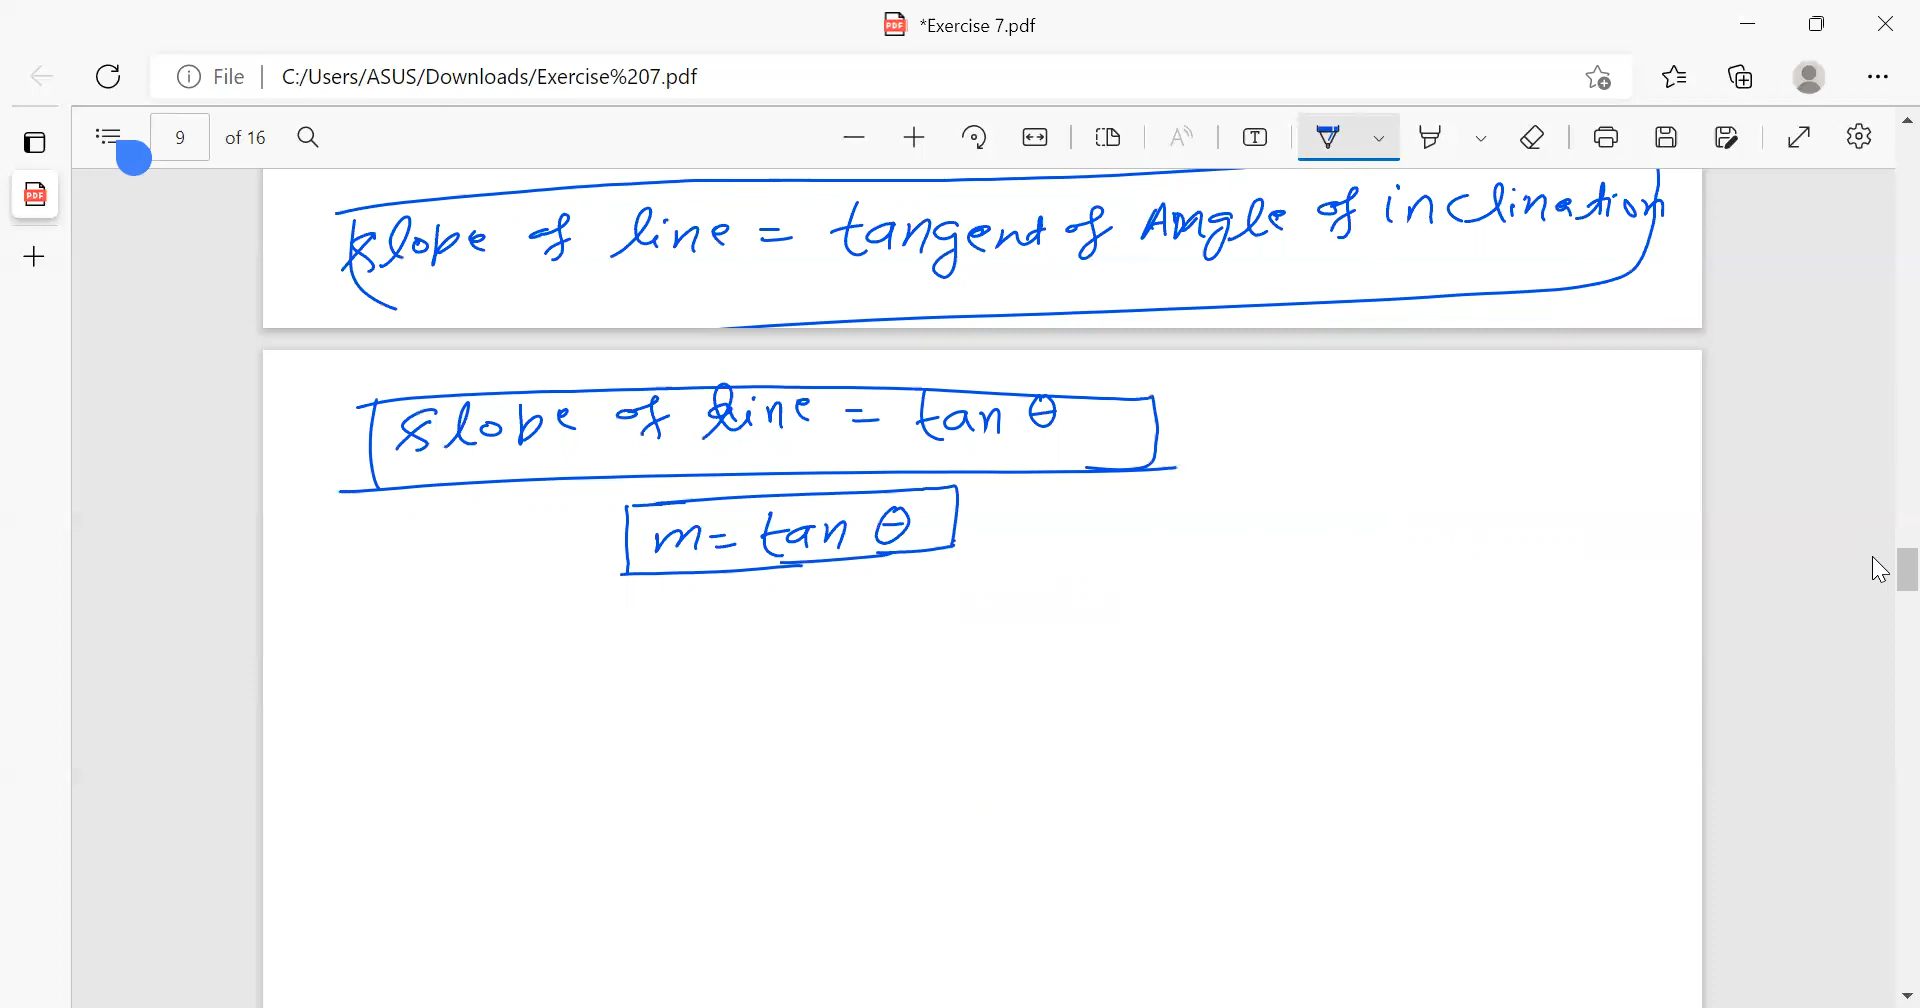 *Exercise 7.pdf
File C:/Users/ASUS/Downloads/Exercise%207.pdf
9 of 16
Slope of line = tangent of Angle of inclination
Slope of line = tan θ
m = tan θ